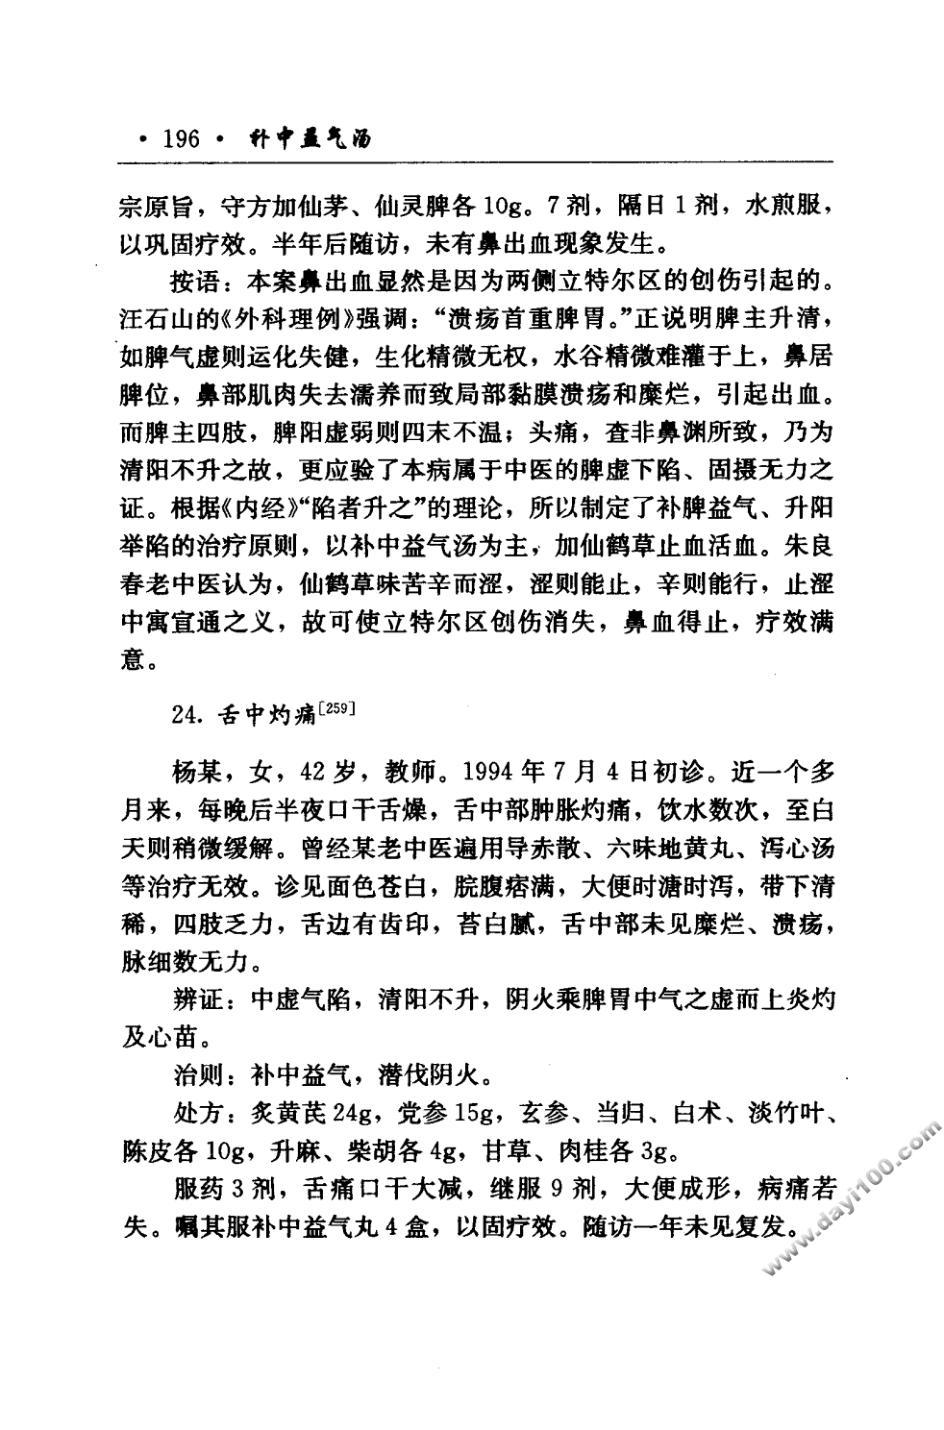 · 196 · 补中益气汤
宗原旨，守方加仙茅、仙灵脾各 10g。7 剂，隔日 1 剂，水煎服，
以巩固疗效。半年后随访，未有鼻出血现象发生。
按语：本案鼻出血显然是因为两侧立特尔区的创伤引起的。
汪石山的《外科理例》强调：“溃疡首重脾胃。”正说明脾主升清，
如脾气虚则运化失健，生化精微无权，水谷精微难灌于上，鼻居
脾位，鼻部肌肉失去濡养而致局部黏膜溃疡和糜烂，引起出血。
而脾主四肢，脾阳虚弱则四末不温；头痛，查非鼻渊所致，乃为
清阳不升之故，更应验了本病属于中医的脾虚下陷、固摄无力之
证。根据《内经》“陷者升之”的理论，所以制定了补脾益气、升阳
举陷的治疗原则，以补中益气汤为主，加仙鹤草止血活血。朱良
春老中医认为，仙鹤草味苦辛而涩，涩则能止，辛则能行，止涩
中寓宣通之义，故可使立特尔区创伤消失，鼻血得止，疗效满
意。
24. 舌中灼痛[259]
杨某，女，42 岁，教师。1994 年 7 月 4 日初诊。近一个多
月来，每晚后半夜口干舌燥，舌中部肿胀灼痛，饮水数次，至白
天则稍微缓解。曾经某老中医遍用导赤散、六味地黄丸、泻心汤
等治疗无效。诊见面色苍白，脘腹痞满，大便时溏时泻，带下清
稀，四肢乏力，舌边有齿印，苔白腻，舌中部未见糜烂、溃疡，
脉细数无力。
辨证：中虚气陷，清阳不升，阴火乘脾胃中气之虚而上炎灼
及心苗。
治则：补中益气，潜伐阴火。
处方：炙黄芪 24g，党参 15g，玄参、当归、白术、淡竹叶、
陈皮各 10g，升麻、柴胡各 4g，甘草、肉桂各 3g。
服药 3 剂，舌痛口干大减，继服 9 剂，大便成形，病痛若
失。嘱其服补中益气丸 4 盒，以固疗效。随访一年未见复发。
www.dayi100.com